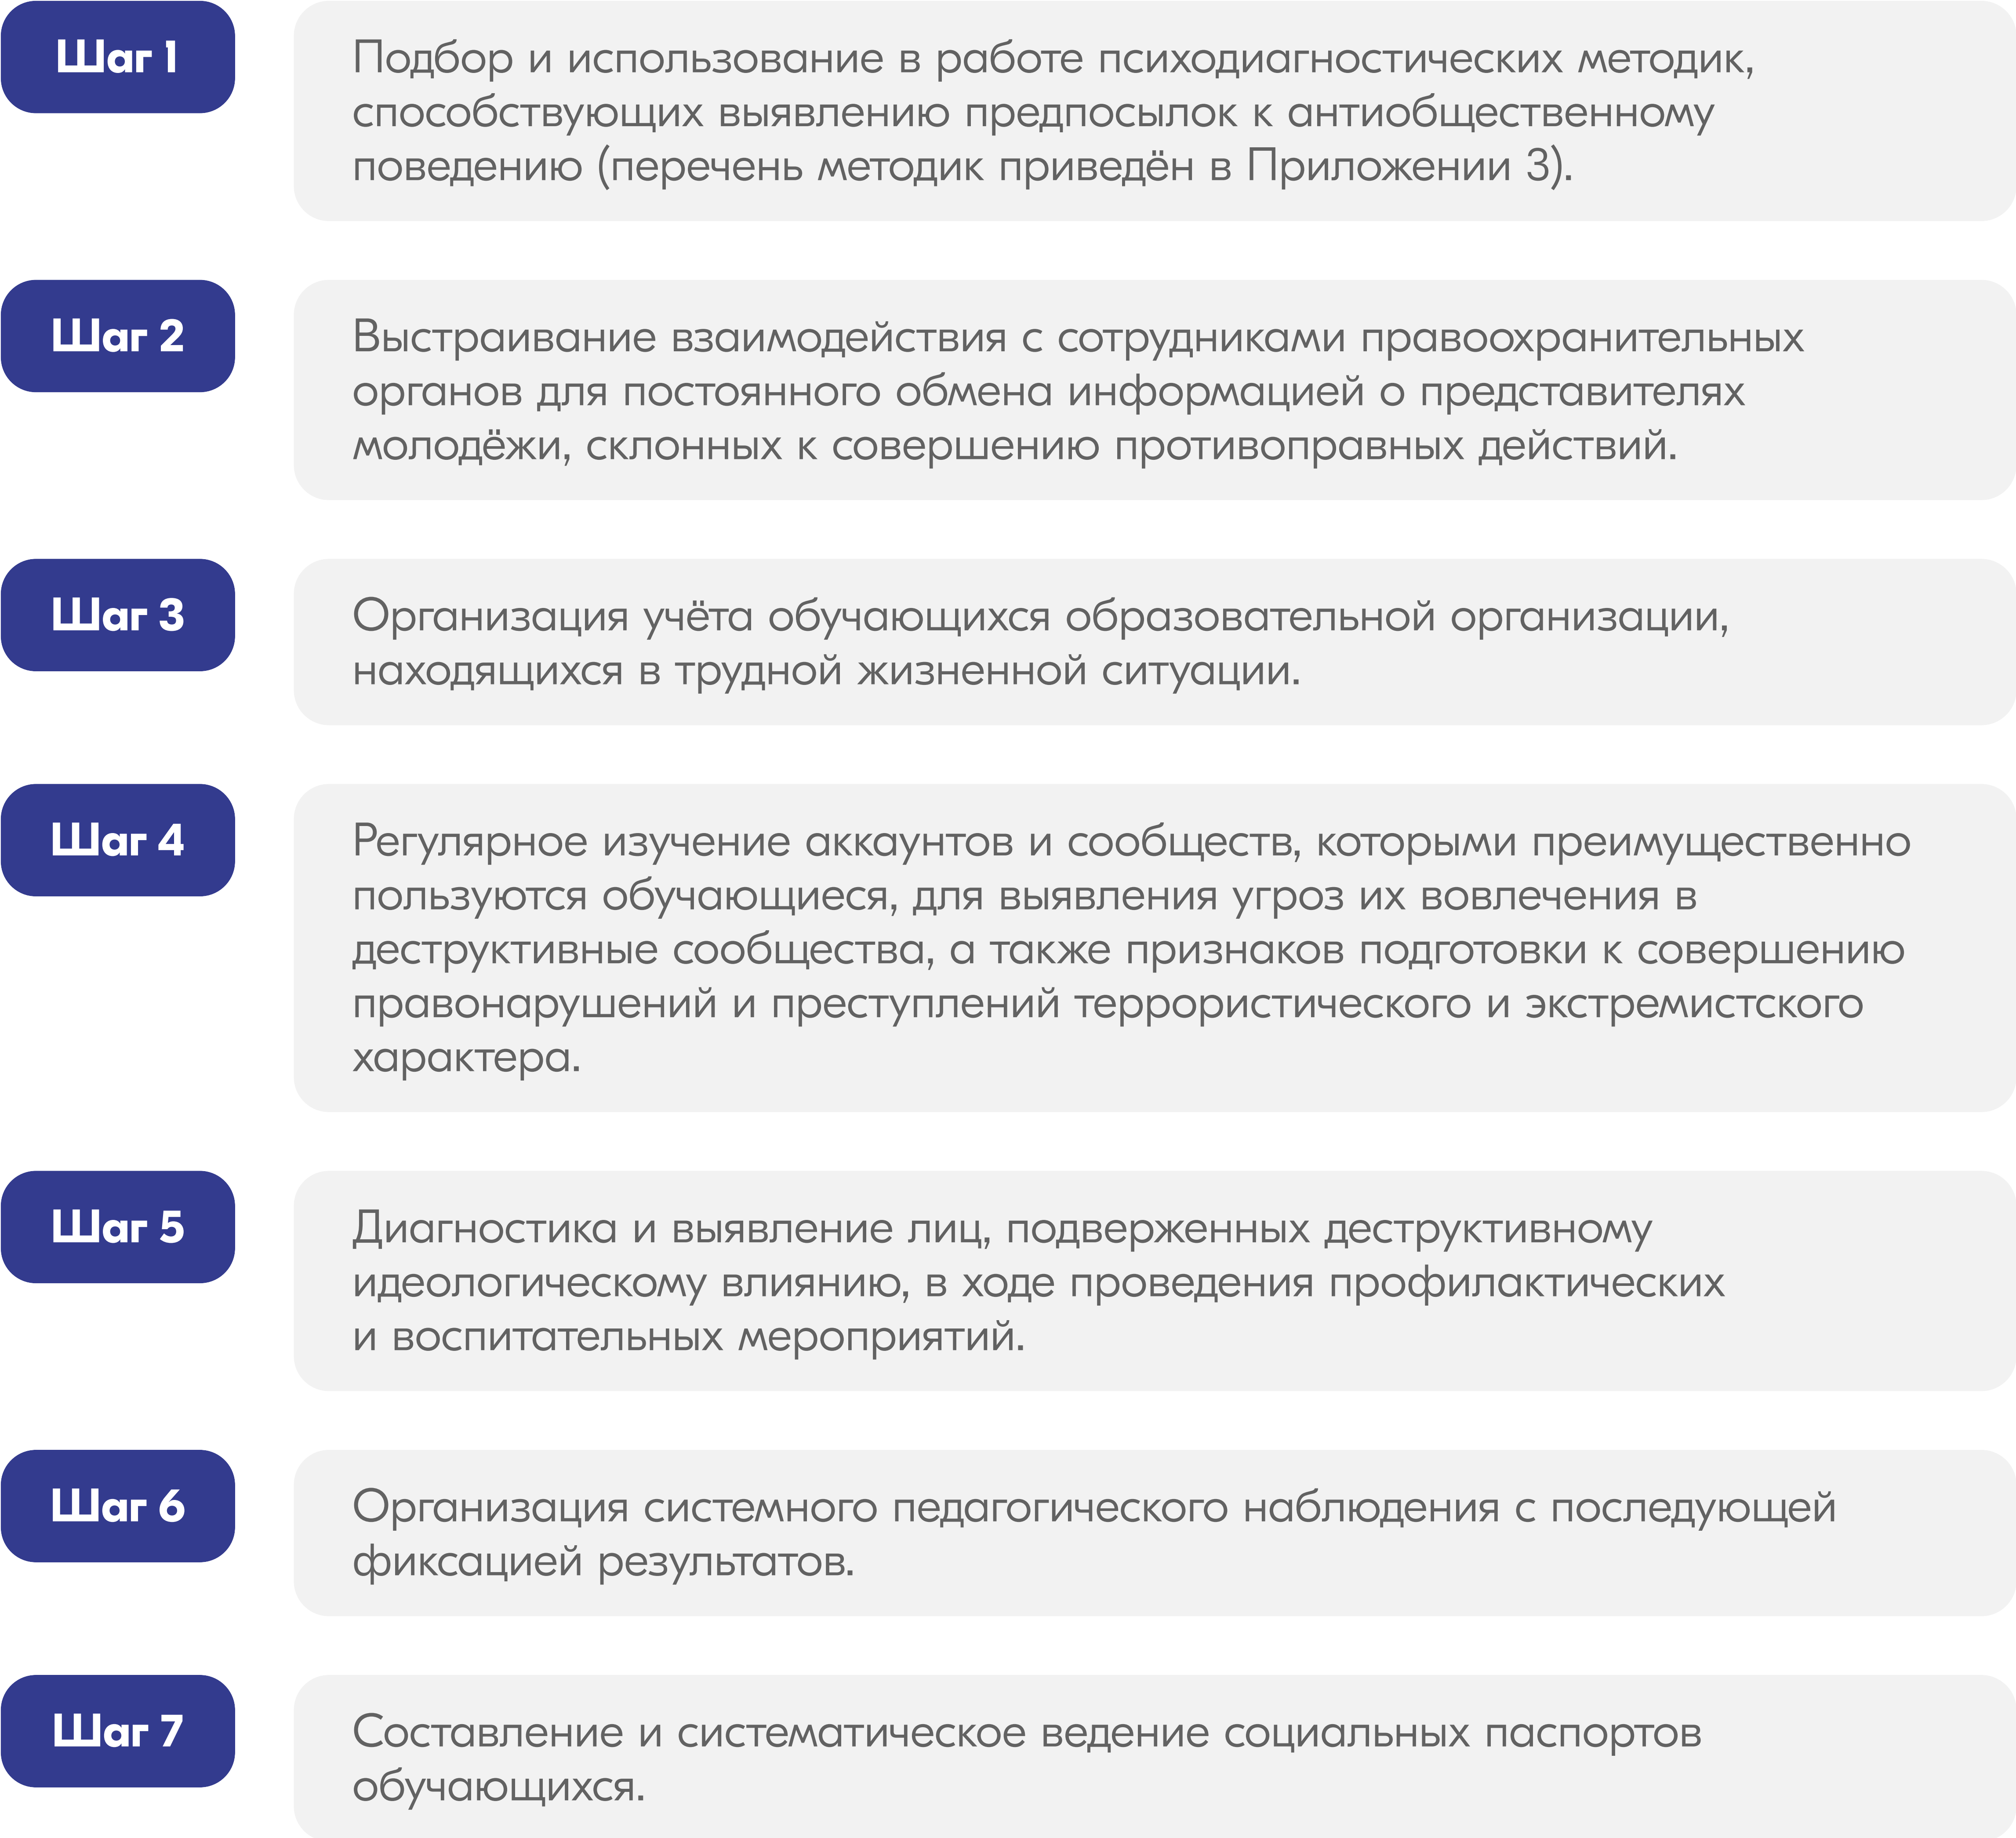 Шаг 1
Подбор и использование в работе психодиагностических методик,
способствующих выявлению предпосылок к антиобщественному
поведению (перечень методик приведён в Приложении 3).
Шаг 2
Выстраивание взаимодействия с сотрудниками правоохранительных
органов для постоянного обмена информацией о представителях
молодёжи, склонных к совершению противоправных действий.
Шаг 3
Организация учёта обучающихся образовательной организации,
находящихся в трудной жизненной ситуации.
Шаг 4
Регулярное изучение аккаунтов и сообществ, которыми преимущественно
пользуются обучающиеся, для выявления угроз их вовлечения в
деструктивные сообщества, а также признаков подготовки к совершению
правонарушений и преступлений террористического и экстремистского
характера.
Шаг 5
Диагностика и выявление лиц, подверженных деструктивному
идеологическому влиянию, в ходе проведения профилактических
и воспитательных мероприятий.
Шаг 6
Организация системного педагогического наблюдения с последующей
фиксацией результатов.
Шаг 7
Составление и систематическое ведение социальных паспортов
обучающихся.